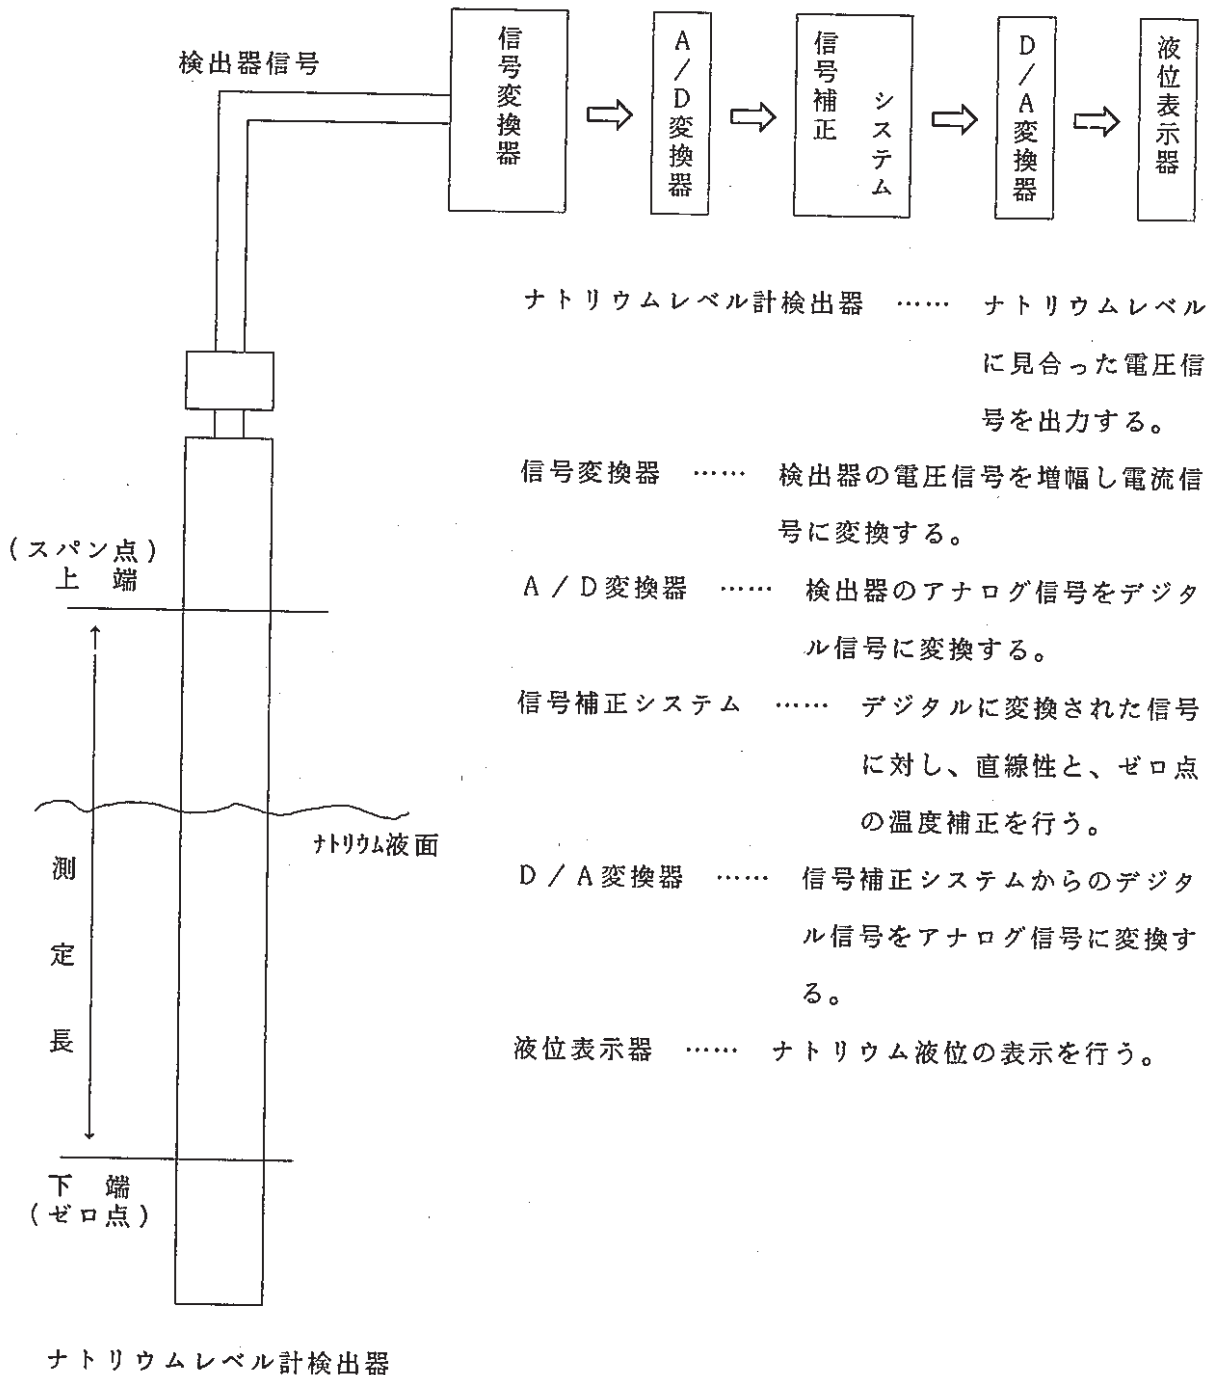 検出器信号
信号変換器
A/D変換器
信号補正
システム
D/A変換器
液位表示器
ナトリウムレベル計検出器 …… ナトリウムレベル
に見合った電圧信
号を出力する。
信号変換器 …… 検出器の電圧信号を増幅し電流信
号に変換する。
A/D変換器 …… 検出器のアナログ信号をデジタ
ル信号に変換する。
信号補正システム …… デジタルに変換された信号
に対し、直線性と、ゼロ点
の温度補正を行う。
D/A変換器 …… 信号補正システムからのデジタ
ル信号をアナログ信号に変換す
る。
液位表示器 …… ナトリウム液位の表示を行う。
(スパン点)
上 端
ナトリウム液面
測定長
下 端
(ゼロ点)
ナトリウムレベル計検出器